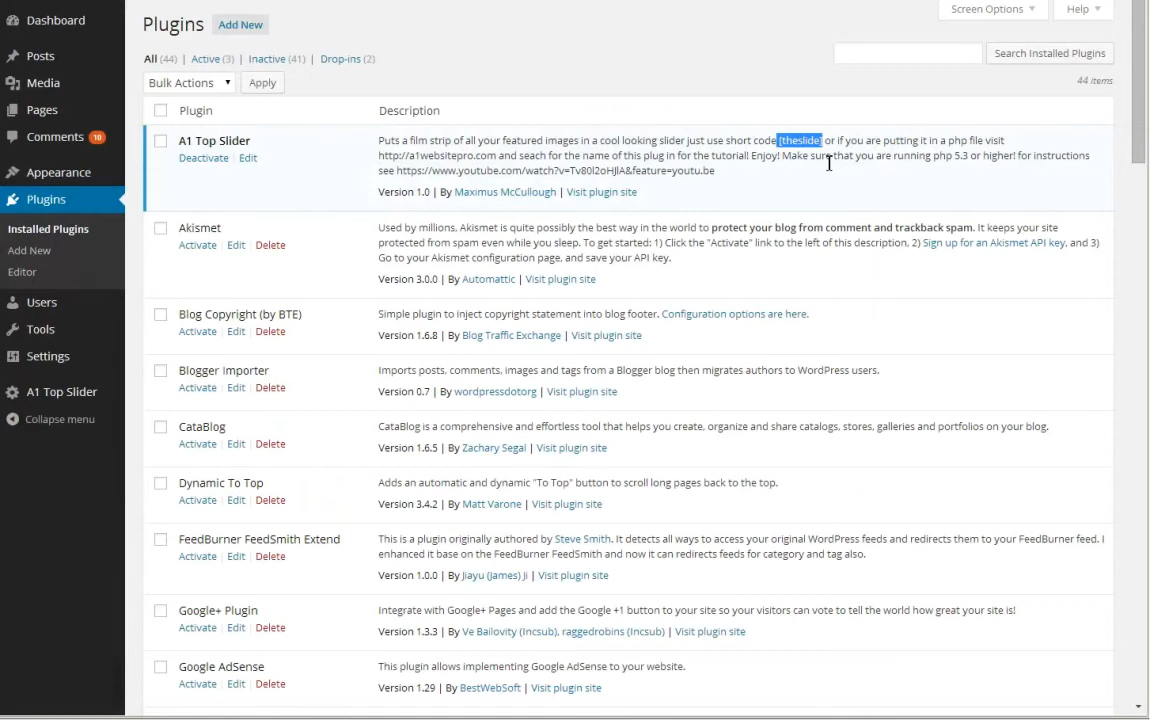 Dashboard
Posts
Media
Pages
Comments 10
Appearance
Plugins
Installed Plugins
Add New
Editor
Users
Tools
Settings
A1 Top Slider
Collapse menu
Screen Options ▼
Help ▼
Plugins Add New
All (44) | Active (3) | Inactive (41) | Drop-ins (2)
Search Installed Plugins
Bulk Actions ▼ Apply
44 items
Plugin Description
A1 Top Slider
Deactivate | Edit
Puts a film strip of all your featured images in a cool looking slider just use short code [theslide] or if you are putting it in a php file visit
http://a1websitepro.com and seach for the name of this plug in for the tutorial! Enjoy! Make sure that you are running php 5.3 or higher! for instructions
see https://www.youtube.com/watch?v=Tv80l2oHJlA&feature=youtu.be
Version 1.0 | By Maximus McCullough | Visit plugin site
Akismet
Activate | Edit | Delete
Used by millions, Akismet is quite possibly the best way in the world to protect your blog from comment and trackback spam. It keeps your site
protected from spam even while you sleep. To get started: 1) Click the "Activate" link to the left of this description, 2) Sign up for an Akismet API key, and 3)
Go to your Akismet configuration page, and save your API key.
Version 3.0.0 | By Automattic | Visit plugin site
Blog Copyright (by BTE)
Activate | Edit | Delete
Simple plugin to inject copyright statement into blog footer. Configuration options are here.
Version 1.6.8 | By Blog Traffic Exchange | Visit plugin site
Blogger Importer
Activate | Edit | Delete
Imports posts, comments, images and tags from a Blogger blog then migrates authors to WordPress users.
Version 0.7 | By wordpressdotorg | Visit plugin site
CataBlog
Activate | Edit | Delete
CataBlog is a comprehensive and effortless tool that helps you create, organize and share catalogs, stores, galleries and portfolios on your blog.
Version 1.6.5 | By Zachary Segal | Visit plugin site
Dynamic To Top
Activate | Edit | Delete
Adds an automatic and dynamic "To Top" button to scroll long pages back to the top.
Version 3.4.2 | By Matt Varone | Visit plugin site
FeedBurner FeedSmith Extend
Activate | Edit | Delete
This is a plugin originally authored by Steve Smith. It detects all ways to access your original WordPress feeds and redirects them to your FeedBurner feed. I
enhanced it base on the FeedBurner FeedSmith and now it can redirects feeds for category and tag also.
Version 1.0.0 | By Jiayu (James) Ji | Visit plugin site
Google+ Plugin
Activate | Edit | Delete
Integrate with Google+ Pages and add the Google +1 button to your site so your visitors can vote to tell the world how great your site is!
Version 1.3.3 | By Ve Bailovity (Incsub), raggedrobins (Incsub) | Visit plugin site
Google AdSense
Activate | Edit | Delete
This plugin allows implementing Google AdSense to your website.
Version 1.29 | By BestWebSoft | Visit plugin site